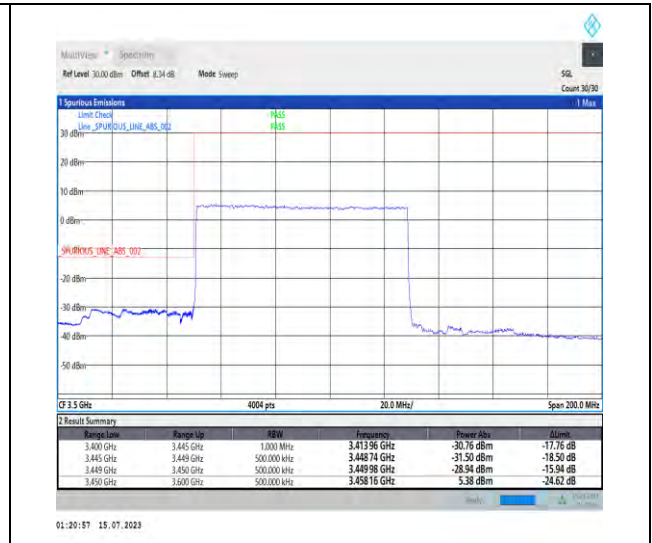 MultiView Spectrum
Ref Level 30.00 dBm Offset 8.34 dB Mode Sweep SGL
Count 30/30
1 Spurious Emissions 1 Max
Limit Check PASS
Line _SPURIOUS_LINE_ABS_002 PASS
30 dBm
20 dBm
10 dBm
0 dBm
_SPURIOUS_LINE_ABS_002
-20 dBm
-30 dBm
-40 dBm
-50 dBm
CF 3.5 GHz 4004 pts 20.0 MHz/ Span 200.0 MHz
2 Result Summary
Range Low Range Up RBW Frequency Power Abs ΔLimit
3.400 GHz 3.445 GHz 1.000 MHz 3.41396 GHz -30.76 dBm -17.76 dB
3.445 GHz 3.449 GHz 500.000 kHz 3.44874 GHz -31.50 dBm -18.50 dB
3.449 GHz 3.450 GHz 500.000 kHz 3.44998 GHz -28.94 dBm -15.94 dB
3.450 GHz 3.600 GHz 500.000 kHz 3.45816 GHz 5.38 dBm -24.62 dB
Ready
01:20:57 15.07.2023